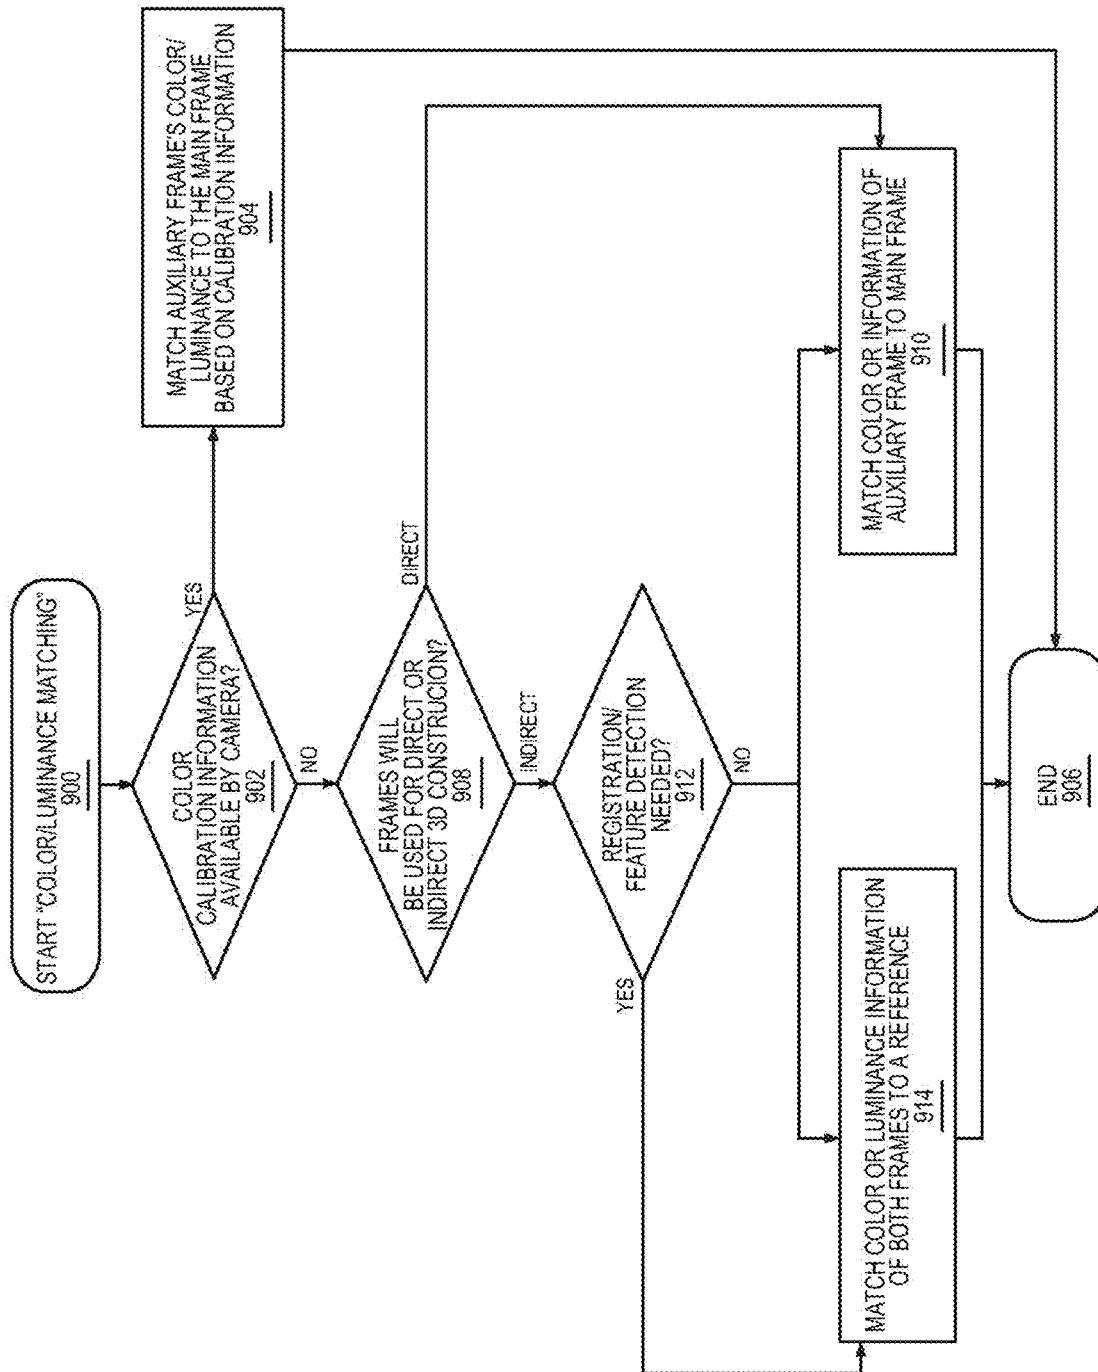 START "COLOR/LUMINANCE MATCHING"
900
COLOR
CALIBRATION INFORMATION
AVAILABLE BY CAMERA?
902
YES
NO
MATCH AUXILIARY FRAME'S COLOR/
LUMINANCE TO THE MAIN FRAME
BASED ON CALIBRATION INFORMATION
904
FRAMES WILL
BE USED FOR DIRECT OR
INDIRECT 3D CONSTRUCION?
908
DIRECT
INDIRECT
REGISTRATION/
FEATURE DETECTION
NEEDED?
912
YES
NO
MATCH COLOR OR LUMINANCE INFORMATION
OF BOTH FRAMES TO A REFERENCE
914
MATCH COLOR OR INFORMATION OF
AUXILIARY FRAME TO MAIN FRAME
910
END
906